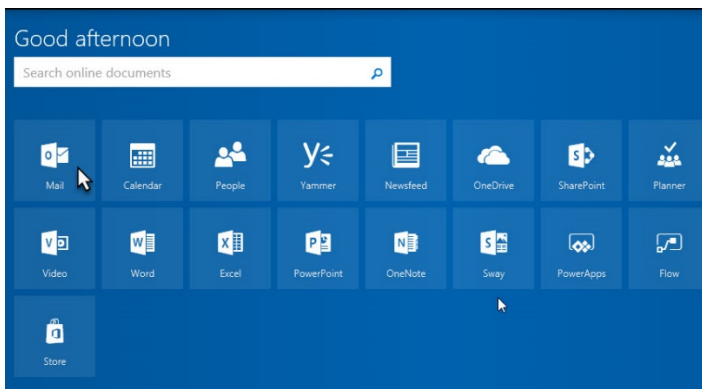 Good afternoon
Search online documents
Mail Calendar People Yammer Newsfeed OneDrive SharePoint Planner
Video Word Excel PowerPoint OneNote Sway PowerApps Flow
Store